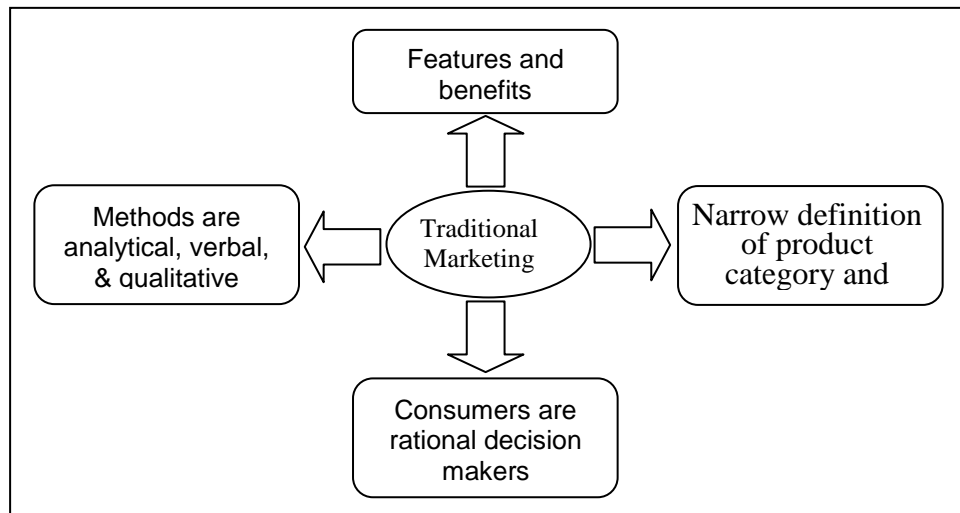 Features and
benefits
Methods are
analytical, verbal,
& qualitative
Traditional
Marketing
Narrow definition
of product
category and
Consumers are
rational decision
makers